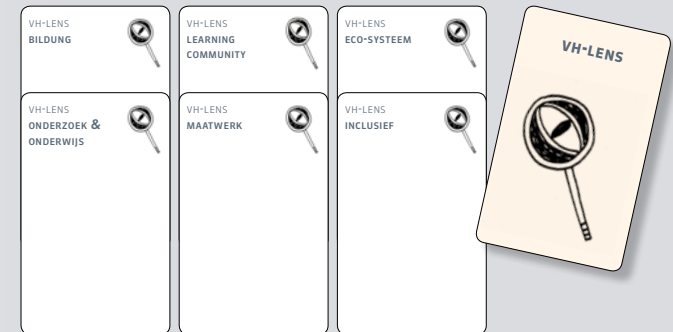 VH-LENS
BILDUNG
VH-LENS
LEARNING
COMMUNITY
VH-LENS
ECO-SYSTEEM
VH-LENS
VH-LENS
ONDERZOEK &
ONDERWIJS
VH-LENS
MAATWERK
VH-LENS
INCLUSIEF